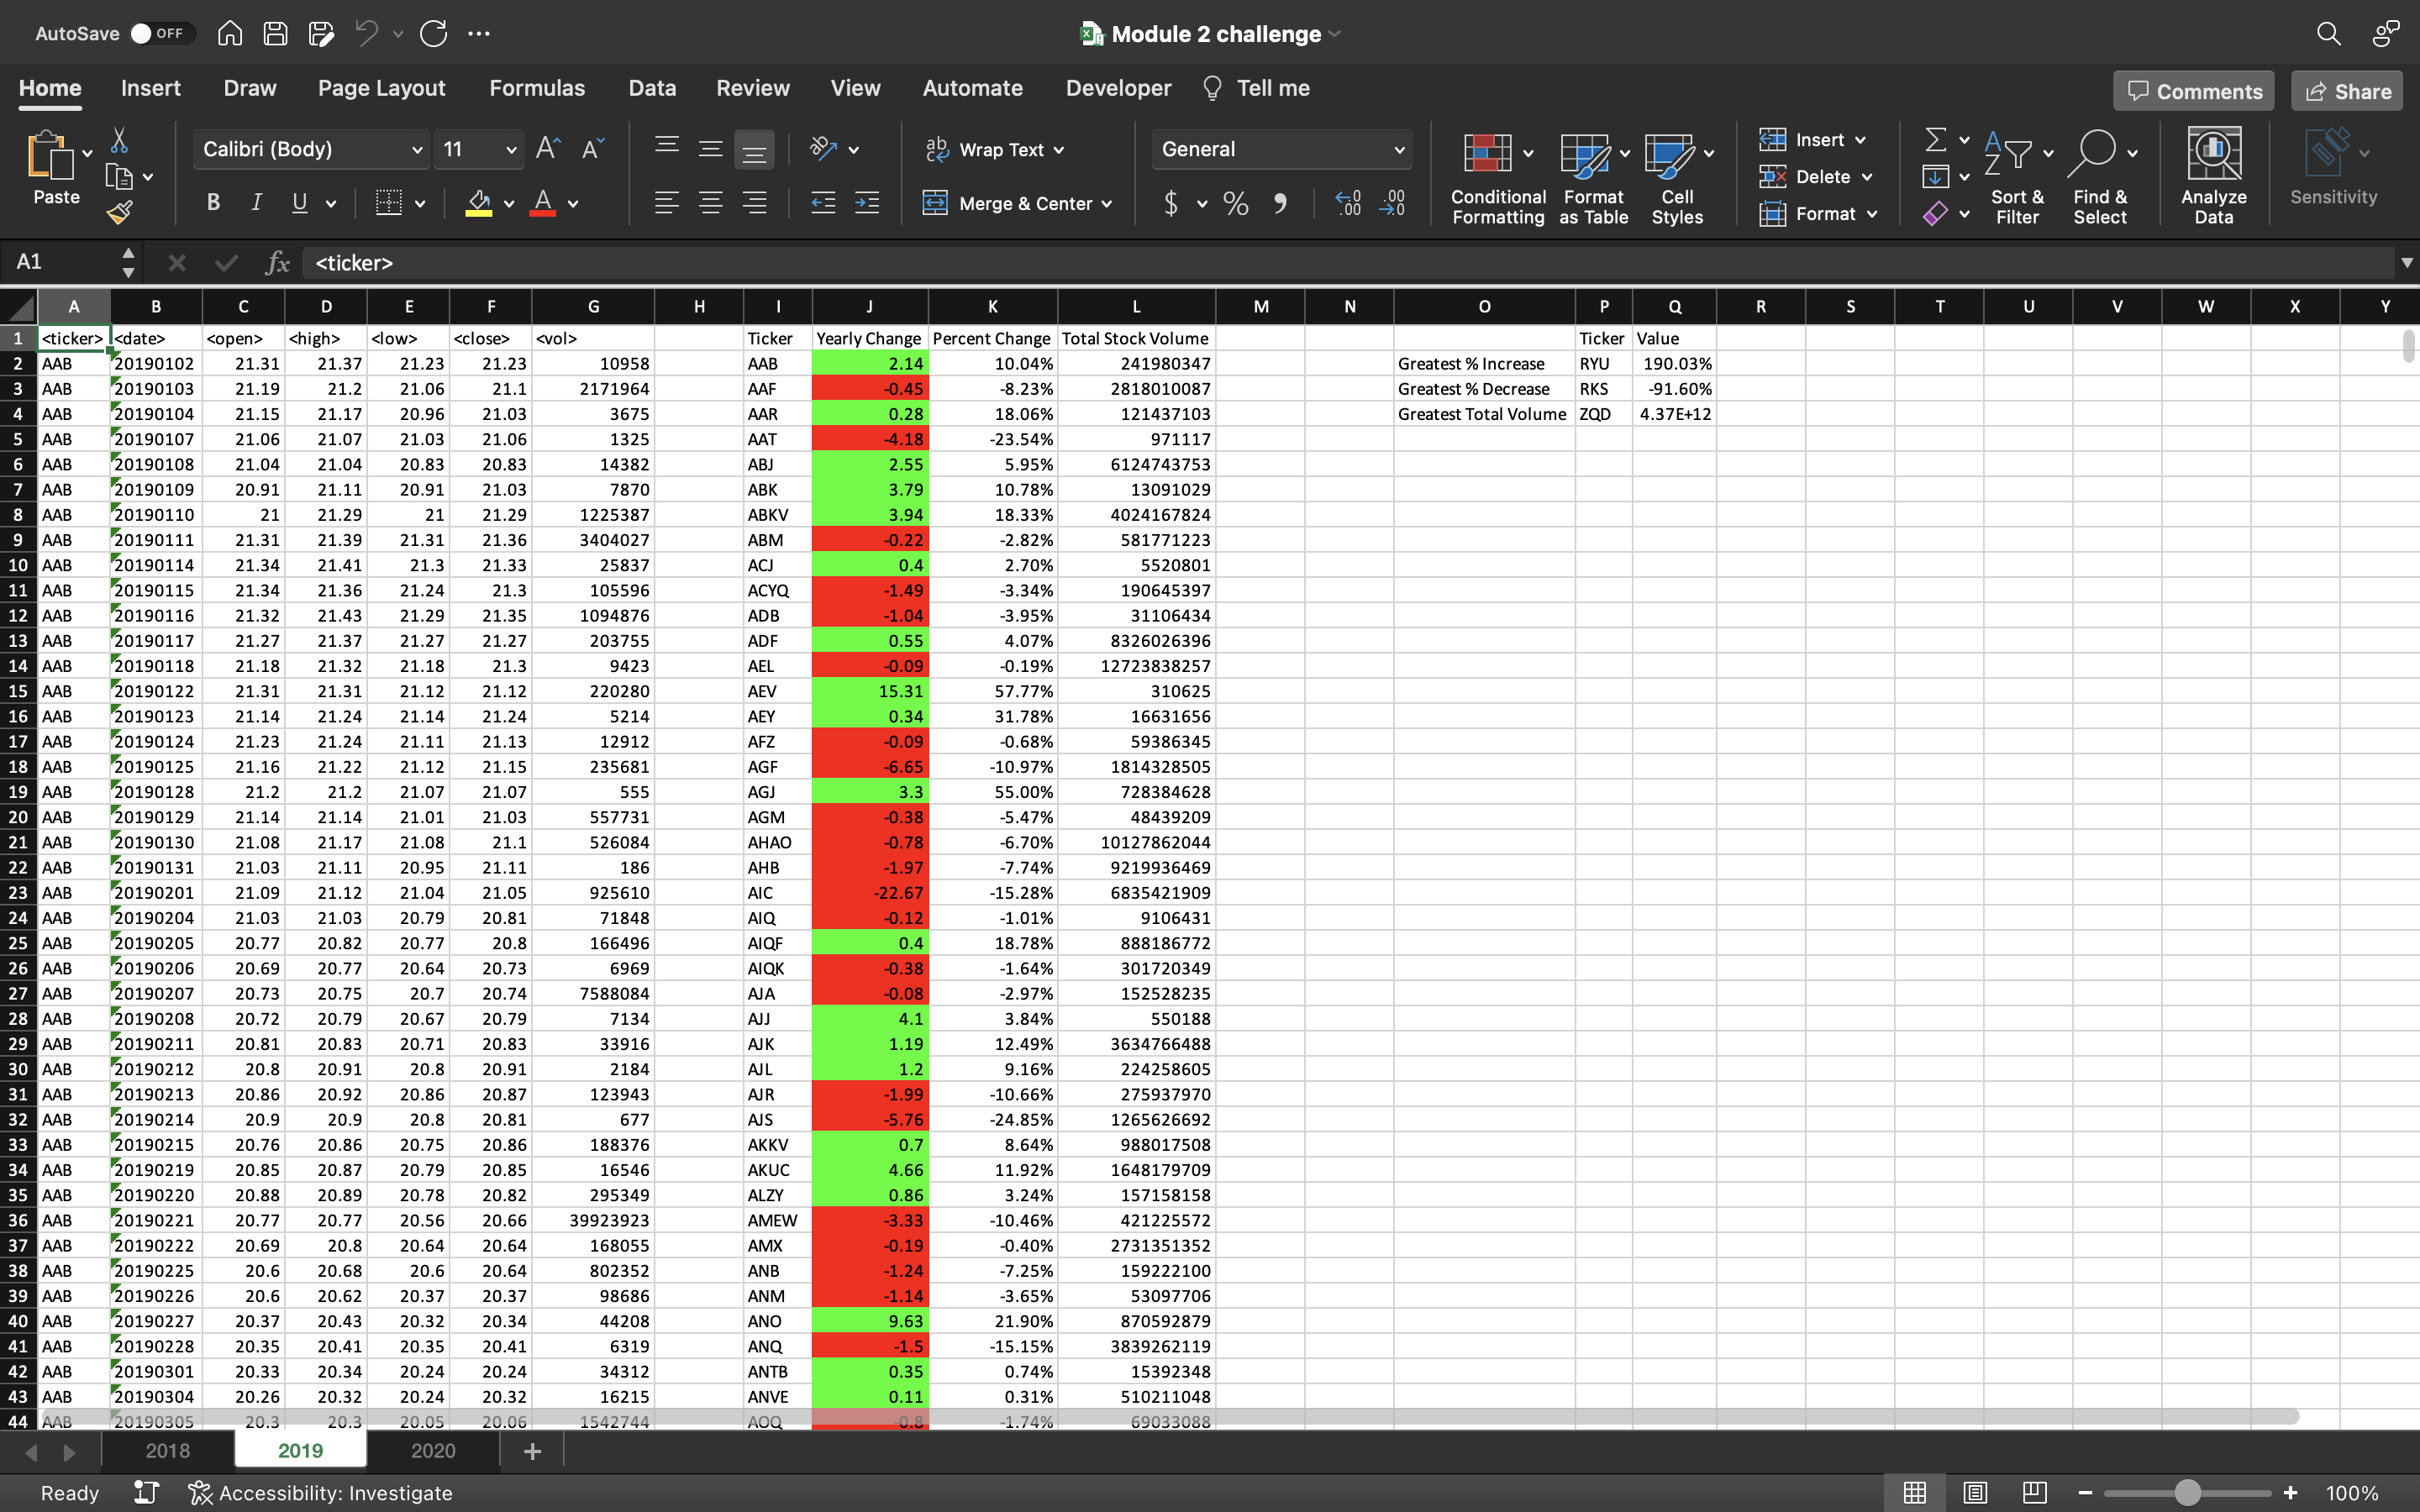 AutoSave OFF Module 2 challenge
Home Insert Draw Page Layout Formulas Data Review View Automate Developer Tell me Comments Share
Paste Calibri (Body) 11 Wrap Text General Conditional Formatting Format as Table Cell Styles Insert Sort & Filter Find & Select Analyze Data Sensitivity
B I U A Merge & Center $ % Delete
Format
A1 fx <ticker>
A B C D E F G H I J K L M N O P Q R S T U V W X Y
1 <ticker> <date> <open> <high> <low> <close> <vol> Ticker Yearly Change Percent Change Total Stock Volume Ticker Value
2 AAB 20190102 21.31 21.37 21.23 21.23 10958 AAB 2.14 10.04% 241980347 Greatest % Increase RYU 190.03%
3 AAB 20190103 21.19 21.2 21.06 21.1 2171964 AAF -0.45 -8.23% 2818010087 Greatest % Decrease RKS -91.60%
4 AAB 20190104 21.15 21.17 20.96 21.03 3675 AAR 0.28 18.06% 121437103 Greatest Total Volume ZQD 4.37E+12
5 AAB 20190107 21.06 21.07 21.03 21.06 1325 AAT -4.18 -23.54% 971117
6 AAB 20190108 21.04 21.04 20.83 20.83 14382 ABJ 2.55 5.95% 6124743753
7 AAB 20190109 20.91 21.11 20.91 21.03 7870 ABK 3.79 10.78% 13091029
8 AAB 20190110 21 21.29 21 21.29 1225387 ABKV 3.94 18.33% 4024167824
9 AAB 20190111 21.31 21.39 21.31 21.36 3404027 ABM -0.22 -2.82% 581771223
10 AAB 20190114 21.34 21.41 21.3 21.33 25837 ACJ 0.4 2.70% 5520801
11 AAB 20190115 21.34 21.36 21.24 21.3 105596 ACYQ -1.49 -3.34% 190645397
12 AAB 20190116 21.32 21.43 21.29 21.35 1094876 ADB -1.04 -3.95% 31106434
13 AAB 20190117 21.27 21.37 21.27 21.27 203755 ADF 0.55 4.07% 8326026396
14 AAB 20190118 21.18 21.32 21.18 21.3 9423 AEL -0.09 -0.19% 12723838257
15 AAB 20190122 21.31 21.31 21.12 21.12 220280 AEV 15.31 57.77% 310625
16 AAB 20190123 21.14 21.24 21.14 21.24 5214 AEY 0.34 31.78% 16631656
17 AAB 20190124 21.23 21.24 21.11 21.13 12912 AFZ -0.09 -0.68% 59386345
18 AAB 20190125 21.16 21.22 21.12 21.15 235681 AGF -6.65 -10.97% 1814328505
19 AAB 20190128 21.2 21.2 21.07 21.07 555 AGJ 3.3 55.00% 728384628
20 AAB 20190129 21.14 21.14 21.01 21.03 557731 AGM -0.38 -5.47% 48439209
21 AAB 20190130 21.08 21.17 21.08 21.1 526084 AHAO -0.78 -6.70% 10127862044
22 AAB 20190131 21.03 21.11 20.95 21.11 186 AHB -1.97 -7.74% 9219936469
23 AAB 20190201 21.09 21.12 21.04 21.05 925610 AIC -22.67 -15.28% 6835421909
24 AAB 20190204 21.03 21.03 20.79 20.81 71848 AIQ -0.12 -1.01% 9106431
25 AAB 20190205 20.77 20.82 20.77 20.8 166496 AIQF 0.4 18.78% 888186772
26 AAB 20190206 20.69 20.77 20.64 20.73 6969 AIQK -0.38 -1.64% 301720349
27 AAB 20190207 20.73 20.75 20.7 20.74 7588084 AJA -0.08 -2.97% 152528235
28 AAB 20190208 20.72 20.79 20.67 20.79 7134 AJJ 4.1 3.84% 550188
29 AAB 20190211 20.81 20.83 20.71 20.83 33916 AJK 1.19 12.49% 3634766488
30 AAB 20190212 20.8 20.91 20.8 20.91 2184 AJL 1.2 9.16% 224258605
31 AAB 20190213 20.86 20.92 20.86 20.87 123943 AJR -1.99 -10.66% 275937970
32 AAB 20190214 20.9 20.9 20.8 20.81 677 AJS -5.76 -24.85% 1265626692
33 AAB 20190215 20.76 20.86 20.75 20.86 188376 AKKV 0.7 8.64% 988017508
34 AAB 20190219 20.85 20.87 20.79 20.85 16546 AKUC 4.66 11.92% 1648179709
35 AAB 20190220 20.88 20.89 20.78 20.82 295349 ALZY 0.86 3.24% 157158158
36 AAB 20190221 20.77 20.77 20.56 20.66 39923923 AMEW -3.33 -10.46% 421225572
37 AAB 20190222 20.69 20.8 20.64 20.64 168055 AMX -0.19 -0.40% 2731351352
38 AAB 20190225 20.6 20.68 20.6 20.64 802352 ANB -1.24 -7.25% 159222100
39 AAB 20190226 20.6 20.62 20.37 20.37 98686 ANM -1.14 -3.65% 53097706
40 AAB 20190227 20.37 20.43 20.32 20.34 44208 ANO 9.63 21.90% 870592879
41 AAB 20190228 20.35 20.41 20.35 20.41 6319 ANQ -1.5 -15.15% 3839262119
42 AAB 20190301 20.33 20.34 20.24 20.24 34312 ANTB 0.35 0.74% 15392348
43 AAB 20190304 20.26 20.32 20.24 20.32 16215 ANVE 0.11 0.31% 510211048
44 AAB 20190305 20.3 20.3 20.05 20.06 1542744 AOQ -0.8 -1.74% 69033088
2018 2019 2020
Ready Accessibility: Investigate 100%